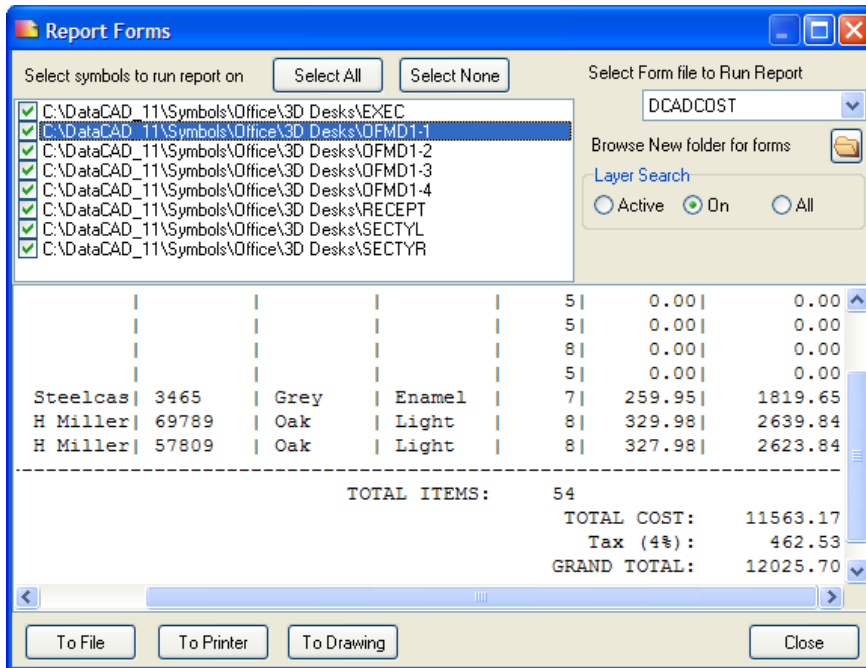 Report Forms
Select symbols to run report on
Select All
Select None
C:\DataCAD_11\Symbols\Office\3D Desks\EXEC
C:\DataCAD_11\Symbols\Office\3D Desks\OFMD1-1
C:\DataCAD_11\Symbols\Office\3D Desks\OFMD1-2
C:\DataCAD_11\Symbols\Office\3D Desks\OFMD1-3
C:\DataCAD_11\Symbols\Office\3D Desks\OFMD1-4
C:\DataCAD_11\Symbols\Office\3D Desks\RECEPT
C:\DataCAD_11\Symbols\Office\3D Desks\SECTYL
C:\DataCAD_11\Symbols\Office\3D Desks\SECTYR
Select Form file to Run Report
DCADCOST
Browse New folder for forms
Layer Search
Active On All
| | | | 5| 0.00| 0.00
| | | | 5| 0.00| 0.00
| | | | 8| 0.00| 0.00
| | | | 5| 0.00| 0.00
Steelcas| 3465 | Grey | Enamel | 7| 259.95| 1819.65
H Miller| 69789 | Oak | Light | 8| 329.98| 2639.84
H Miller| 57809 | Oak | Light | 8| 327.98| 2623.84
--------------------------------------------------------------------
TOTAL ITEMS: 54
TOTAL COST: 11563.17
Tax (4%): 462.53
GRAND TOTAL: 12025.70
To File
To Printer
To Drawing
Close